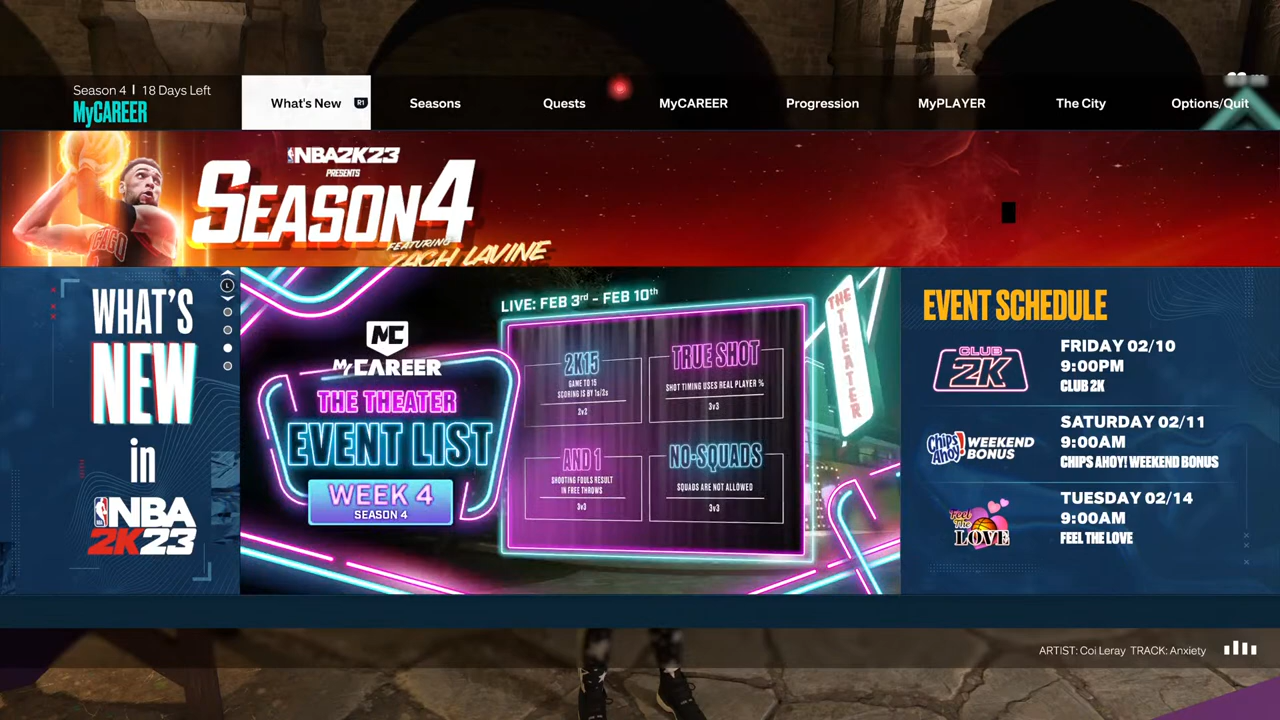 Season 4 | 18 Days Left
MyCAREER
What's New
R1
Seasons
Quests
MyCAREER
Progression
MyPLAYER
The City
Options/Quit
NBA2K23
PRESENTS
SEASON 4
FEATURING
ZACH LAVINE
CHICAGO
WHAT'S
NEW
in
NBA
2K23
L
MC
MyCAREER
THE THEATER
EVENT LIST
WEEK 4
SEASON 4
LIVE: FEB 3rd - FEB 10th
2K15
GAME TO 15
SCORING IS BY 1s/2s
2v2
TRUE SHOT
SHOT TIMING USES REAL PLAYER %
3v3
AND 1
SHOOTING FOULS RESULT
IN FREE THROWS
3v3
NO-SQUADS
SQUADS ARE NOT ALLOWED
3v3
THE THEATER
EVENT SCHEDULE
CLUB
2K
FRIDAY 02/10
9:00PM
CLUB 2K
Chips Ahoy!
WEEKEND
BONUS
SATURDAY 02/11
9:00AM
CHIPS AHOY! WEEKEND BONUS
Feel
The
LOVE
TUESDAY 02/14
9:00AM
FEEL THE LOVE
ARTIST: Coi Leray TRACK: Anxiety